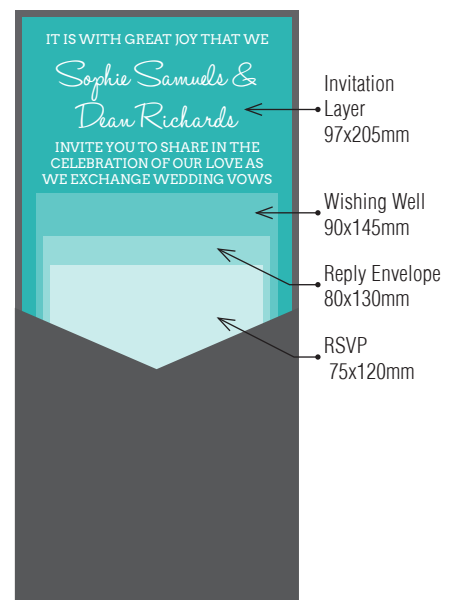 IT IS WITH GREAT JOY THAT WE
Sophie Samuels &
Dean Richards
INVITE YOU TO SHARE IN THE
CELEBRATION OF OUR LOVE AS
WE EXCHANGE WEDDING VOWS
Invitation
Layer
97x205mm
Wishing Well
90x145mm
Reply Envelope
80x130mm
RSVP
75x120mm